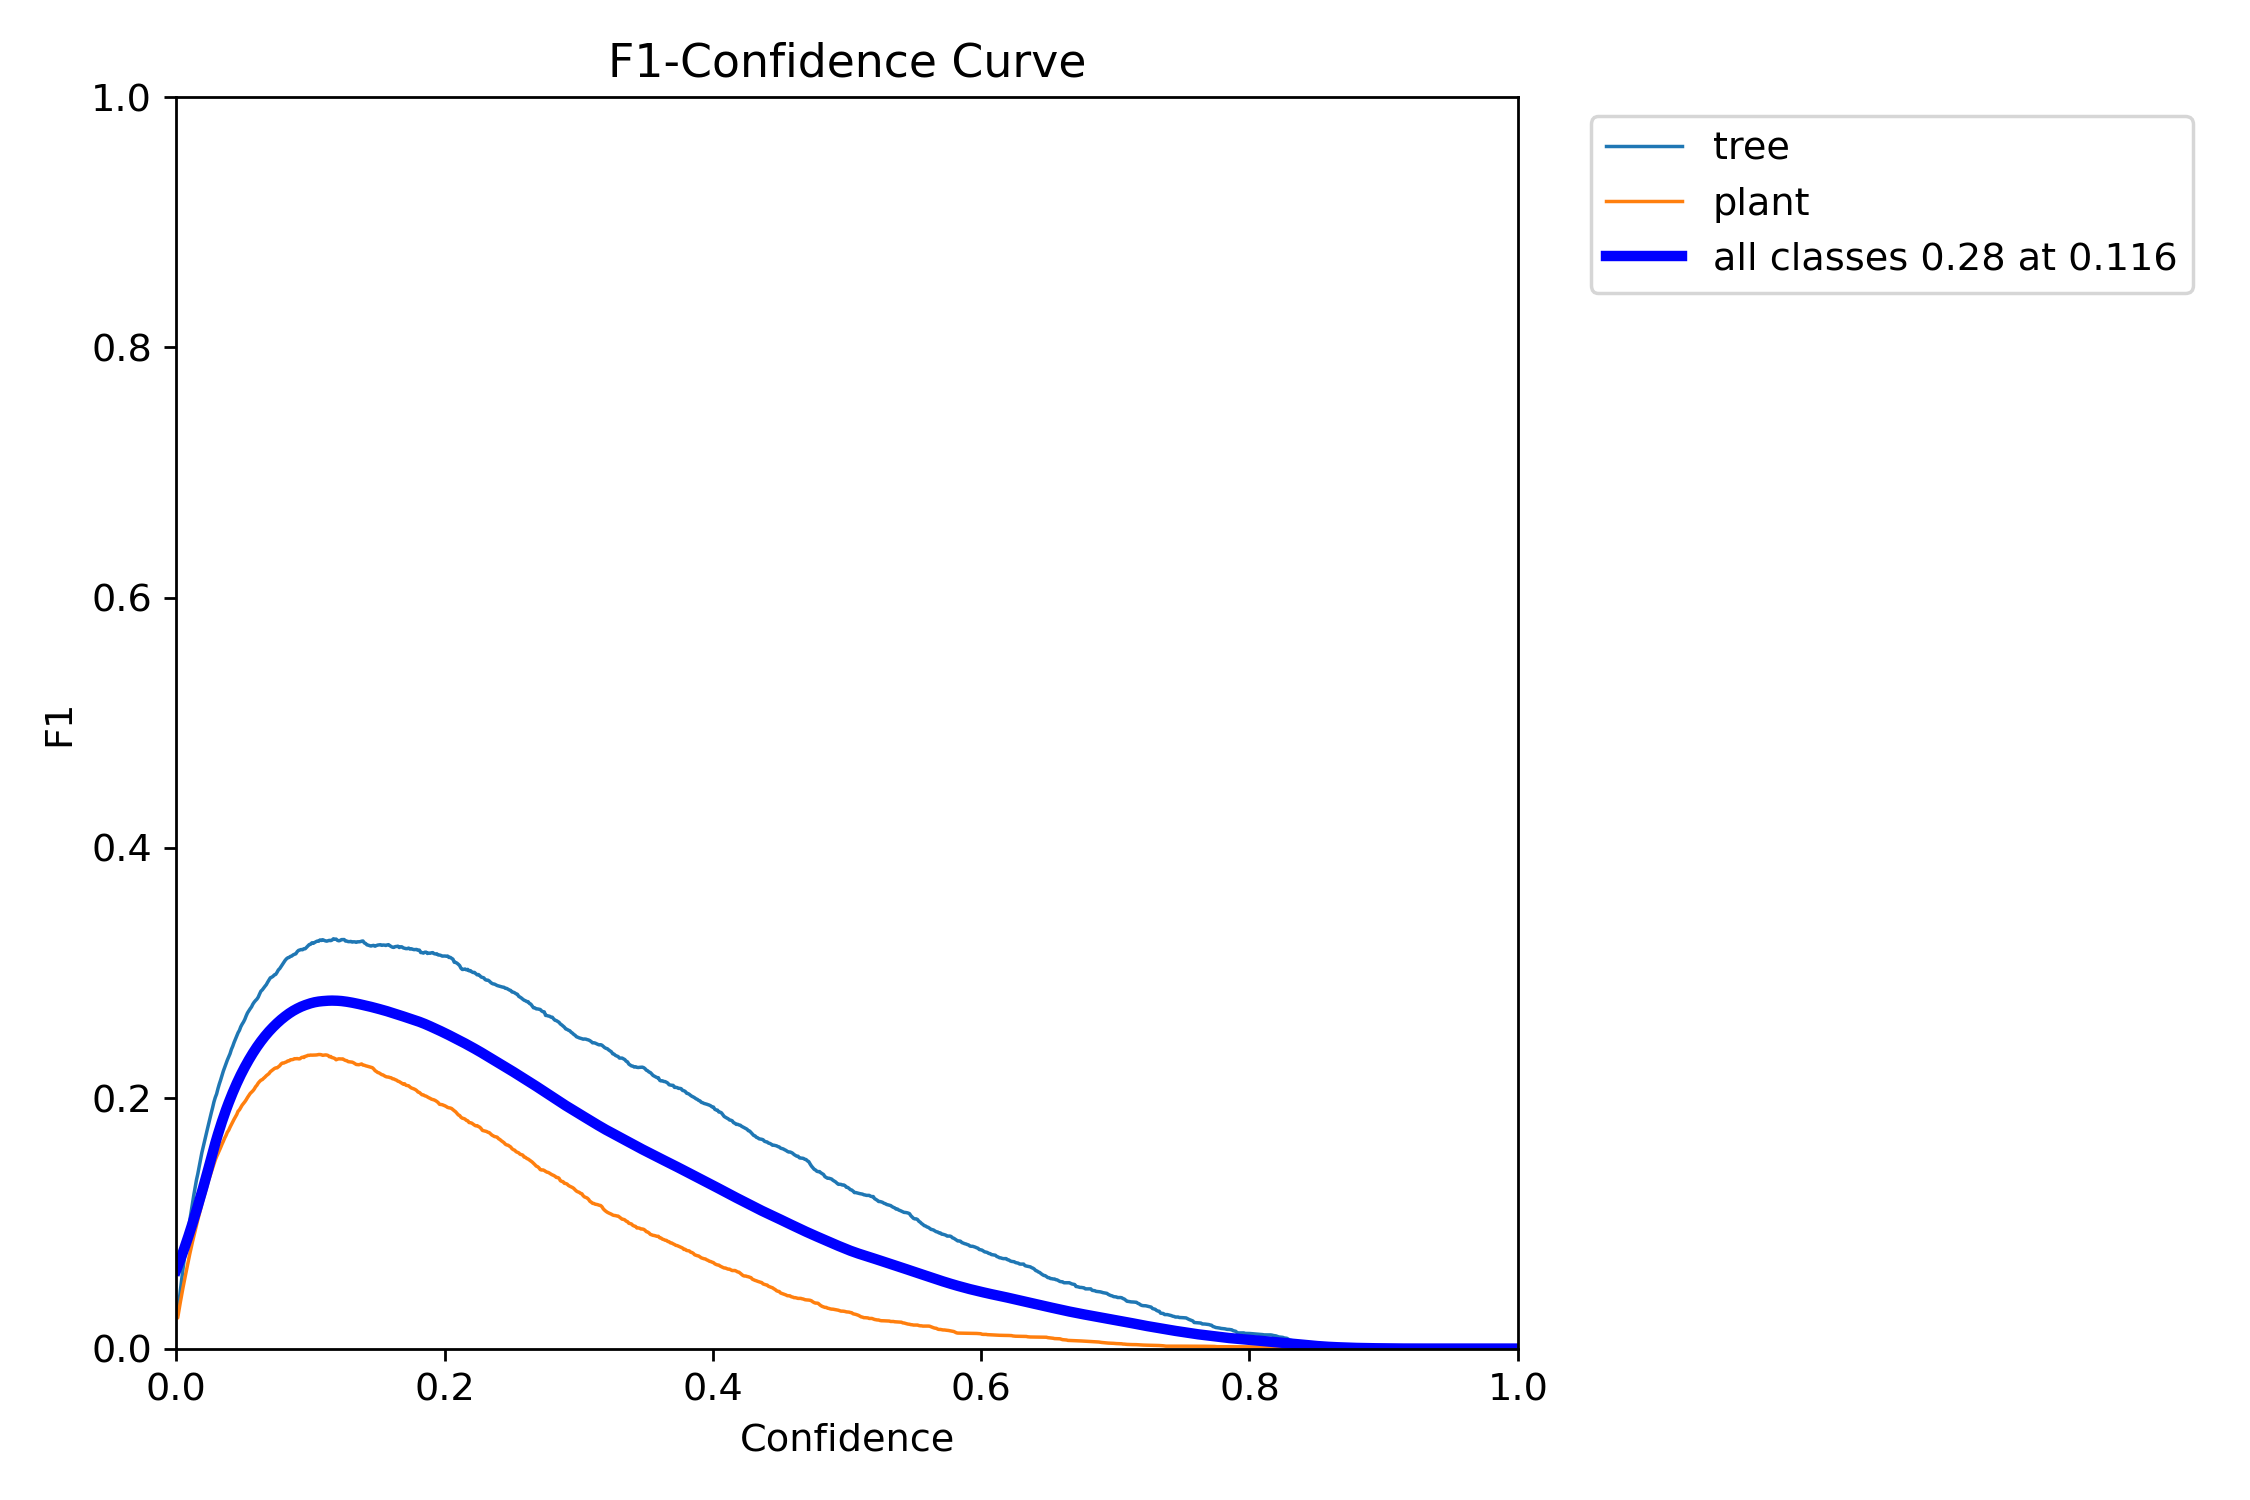 F1-Confidence Curve
1.0
0.8
0.6
0.4
0.2
0.0
F1
0.0 0.2 0.4 0.6 0.8 1.0
Confidence
tree
plant
all classes 0.28 at 0.116